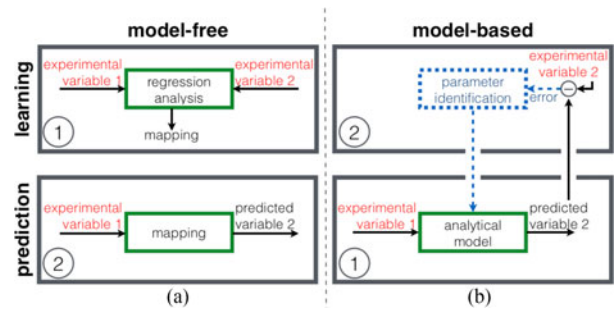 model-free
model-based
learning
experimental
variable 1
regression
analysis
experimental
variable 2
mapping
1
parameter
identification
error
experimental
variable 2
−
2
prediction
experimental
variable 1
mapping
predicted
variable 2
2
experimental
variable 1
analytical
model
predicted
variable 2
1
(a)
(b)